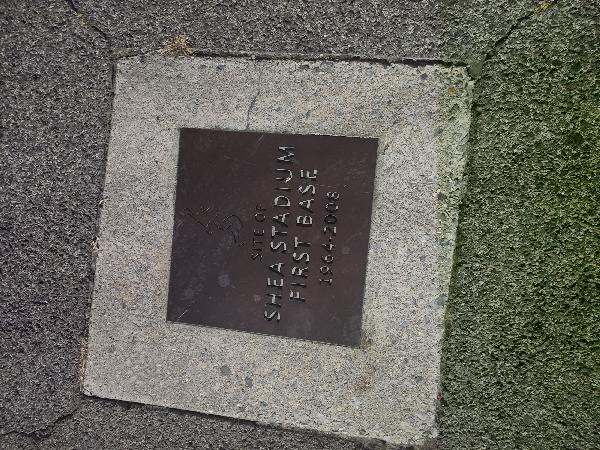 SITE OF
SHEA STADIUM
FIRST BASE
1964-2008